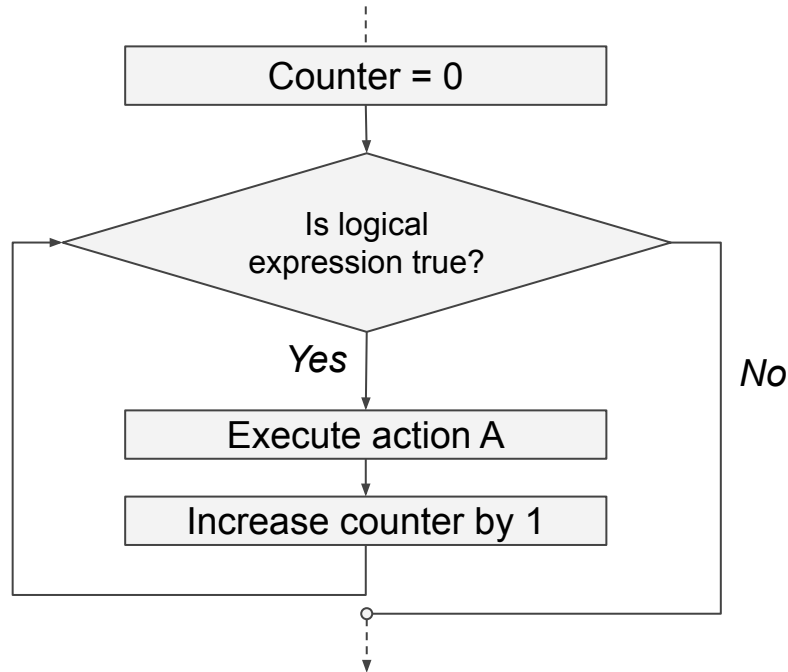 Counter = 0
Is logical
expression true?
Yes
No
Execute action A
Increase counter by 1